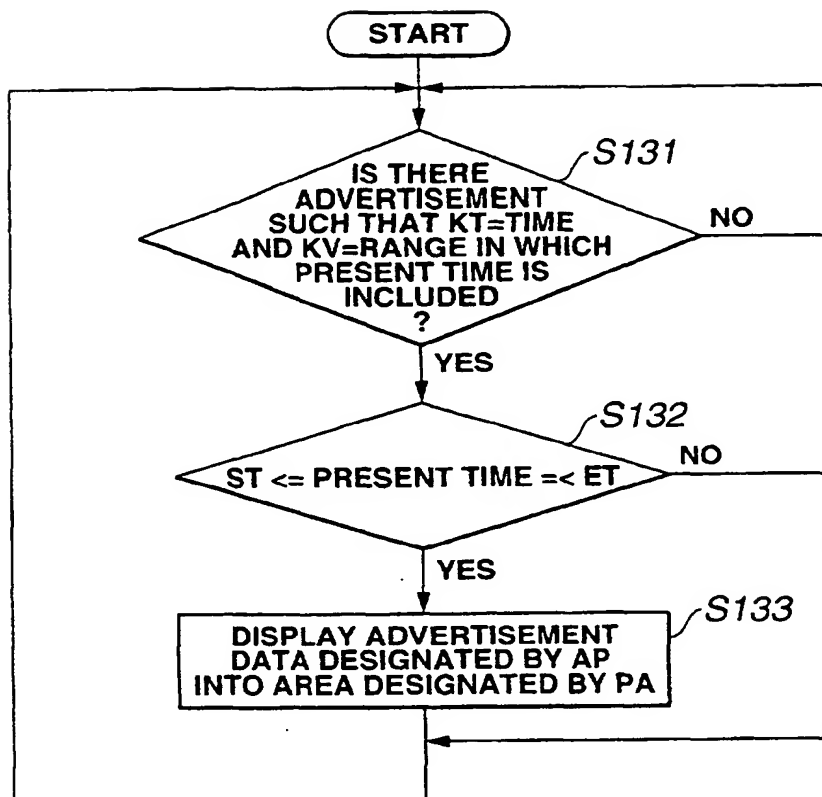 START
S131
IS THERE
ADVERTISEMENT
SUCH THAT KT=TIME
AND KV=RANGE IN WHICH
PRESENT TIME IS
INCLUDED
?
NO
YES
S132
ST <= PRESENT TIME =< ET
NO
YES
S133
DISPLAY ADVERTISEMENT
DATA DESIGNATED BY AP
INTO AREA DESIGNATED BY PA